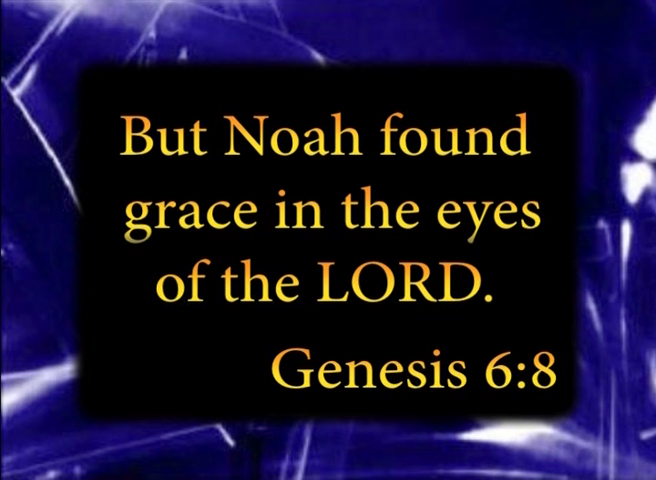 But Noah found
grace in the eyes
of the LORD.
Genesis 6:8